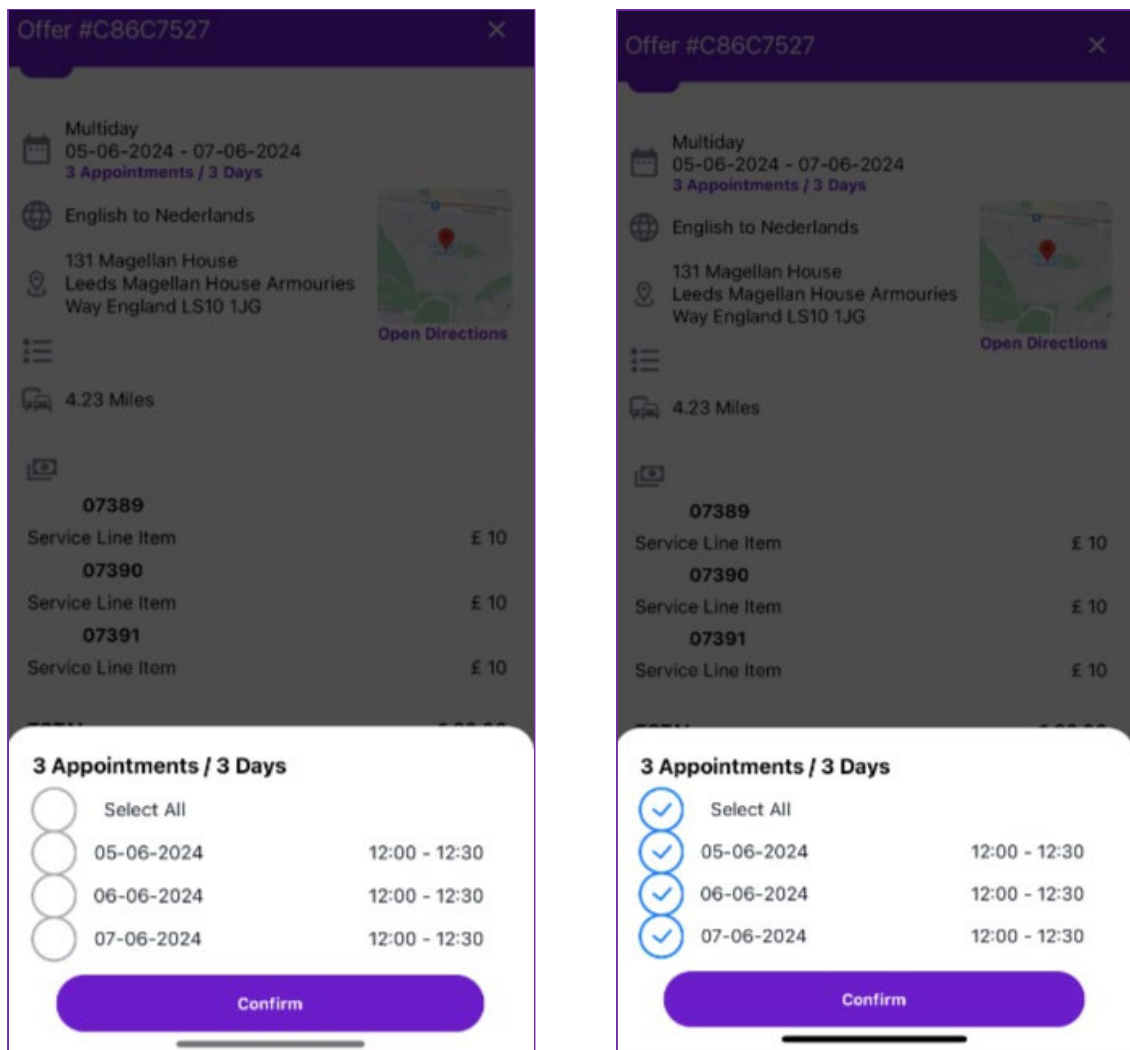 Offer #C86C7527
Multiday
05-06-2024 - 07-06-2024
3 Appointments / 3 Days
English to Nederlands
131 Magellan House
Leeds Magellan House Armouries
Way England LS10 1JG
Open Directions
4.23 Miles
07389
Service Line Item £ 10
07390
Service Line Item £ 10
07391
Service Line Item £ 10
3 Appointments / 3 Days
Select All
05-06-2024 12:00 - 12:30
06-06-2024 12:00 - 12:30
07-06-2024 12:00 - 12:30
Confirm
Offer #C86C7527
Multiday
05-06-2024 - 07-06-2024
3 Appointments / 3 Days
English to Nederlands
131 Magellan House
Leeds Magellan House Armouries
Way England LS10 1JG
Open Directions
4.23 Miles
07389
Service Line Item £ 10
07390
Service Line Item £ 10
07391
Service Line Item £ 10
3 Appointments / 3 Days
Select All
05-06-2024 12:00 - 12:30
06-06-2024 12:00 - 12:30
07-06-2024 12:00 - 12:30
Confirm